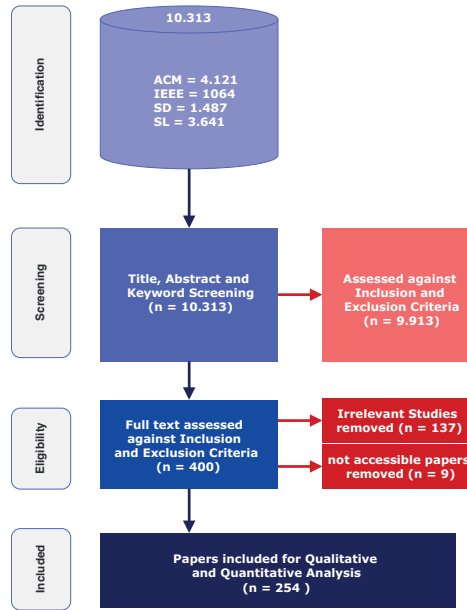 Identification
10.313
ACM = 4.121
IEEE = 1064
SD = 1.487
SL = 3.641
Screening
Title, Abstract and
Keyword Screening
(n = 10.313)
Assessed against
Inclusion and
Exclusion Criteria
(n = 9.913)
Eligibility
Full text assessed
against Inclusion
and Exclusion Criteria
(n = 400)
Irrelevant Studies
removed (n = 137)
not accessible papers
removed (n = 9)
Included
Papers included for Qualitative
and Quantitative Analysis
(n = 254 )